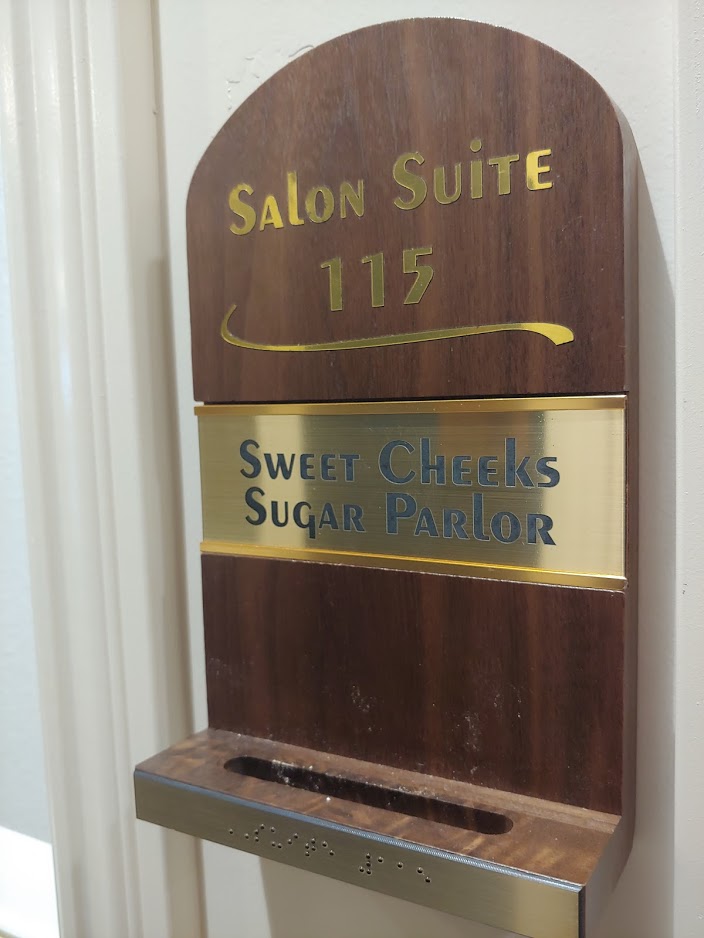 Salon Suite
115
Sweet Cheeks
Sugar Parlor